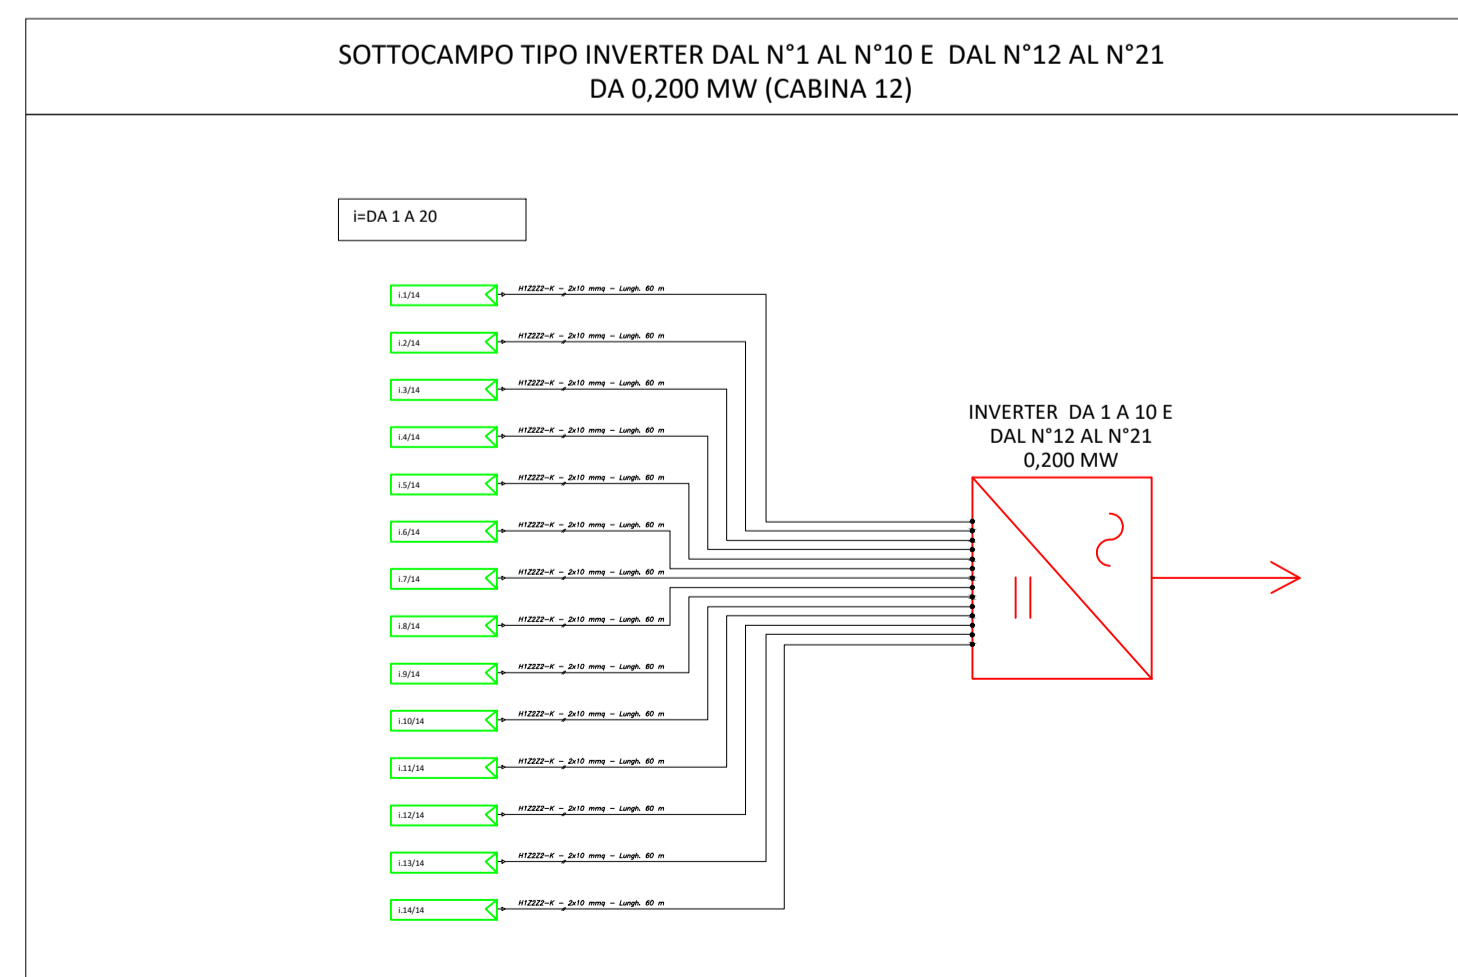 SOTTOCAMPO TIPO INVERTER DAL N°1 AL N°10 E DAL N°12 AL N°21
DA 0,200 MW (CABINA 12)
i=DA 1 A 20
i.1/14 H1Z2Z2-K - 2x10 mmq - Lungh. 60 m
i.2/14 H1Z2Z2-K - 2x10 mmq - Lungh. 60 m
i.3/14 H1Z2Z2-K - 2x10 mmq - Lungh. 60 m
INVERTER DA 1 A 10 E
DAL N°12 AL N°21
0,200 MW
i.4/14 H1Z2Z2-K - 2x10 mmq - Lungh. 60 m
i.5/14 H1Z2Z2-K - 2x10 mmq - Lungh. 60 m
i.6/14 H1Z2Z2-K - 2x10 mmq - Lungh. 60 m
i.7/14 H1Z2Z2-K - 2x10 mmq - Lungh. 60 m
i.8/14 H1Z2Z2-K - 2x10 mmq - Lungh. 60 m
i.9/14 H1Z2Z2-K - 2x10 mmq - Lungh. 60 m
i.10/14 H1Z2Z2-K - 2x10 mmq - Lungh. 60 m
i.11/14 H1Z2Z2-K - 2x10 mmq - Lungh. 60 m
i.12/14 H1Z2Z2-K - 2x10 mmq - Lungh. 60 m
i.13/14 H1Z2Z2-K - 2x10 mmq - Lungh. 60 m
i.14/14 H1Z2Z2-K - 2x10 mmq - Lungh. 60 m